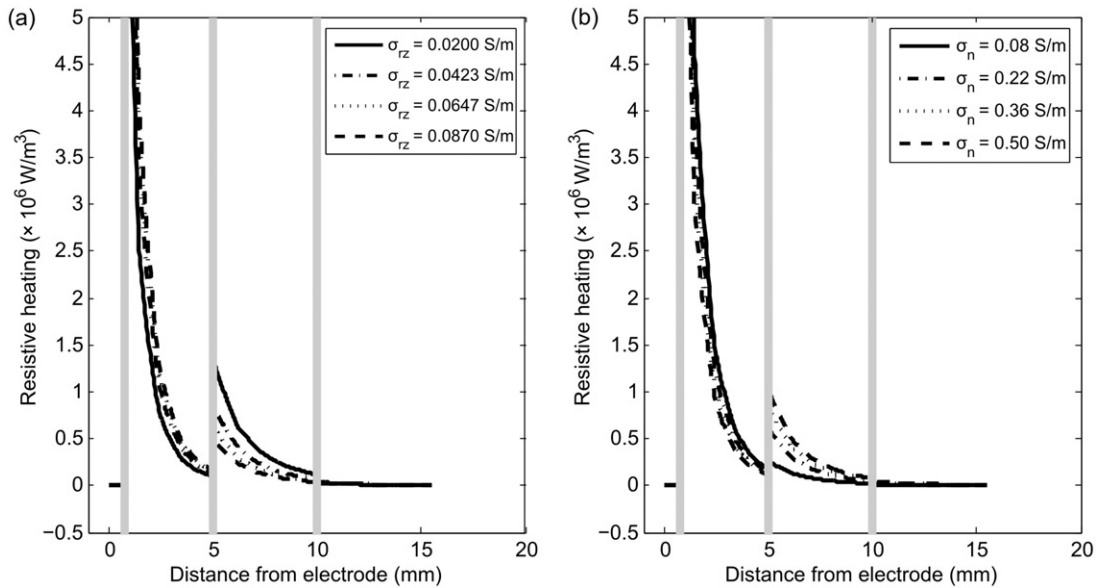 (a)
5
4.5
4
3.5
3
2.5
2
1.5
1
0.5
0
−0.5
Resistive heating (× 10⁶ W/m³)
σrz = 0.0200 S/m
σrz = 0.0423 S/m
σrz = 0.0647 S/m
σrz = 0.0870 S/m
0 5 10 15 20
Distance from electrode (mm)
(b)
5
4.5
4
3.5
3
2.5
2
1.5
1
0.5
0
−0.5
Resistive heating (× 10⁶ W/m³)
σn = 0.08 S/m
σn = 0.22 S/m
σn = 0.36 S/m
σn = 0.50 S/m
0 5 10 15 20
Distance from electrode (mm)